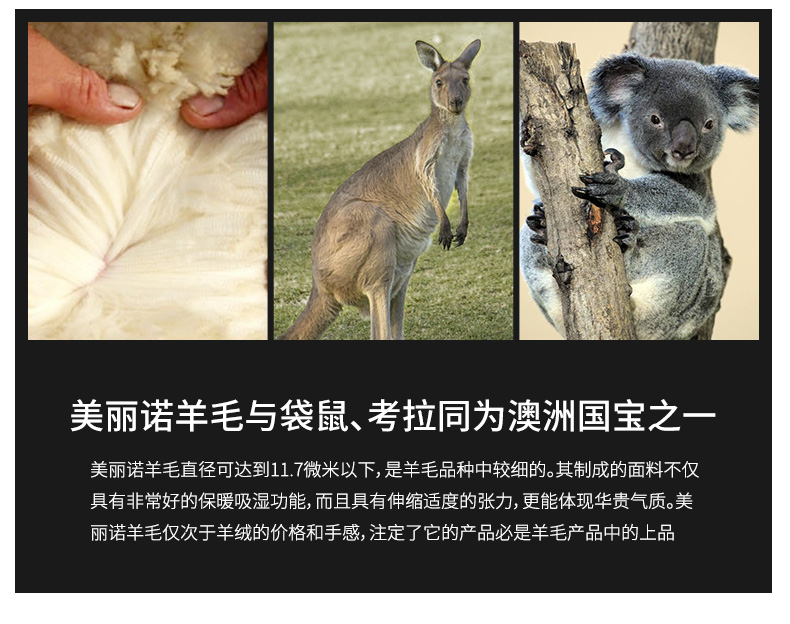 美丽诺羊毛与袋鼠、考拉同为澳洲国宝之一
美丽诺羊毛直径可达到11.7微米以下，是羊毛品种中较细的。其制成的面料不仅
具有非常好的保暖吸湿功能，而且具有伸缩适度的张力，更能体现华贵气质。美
丽诺羊毛仅次于羊绒的价格和手感，注定了它的产品必是羊毛产品中的上品